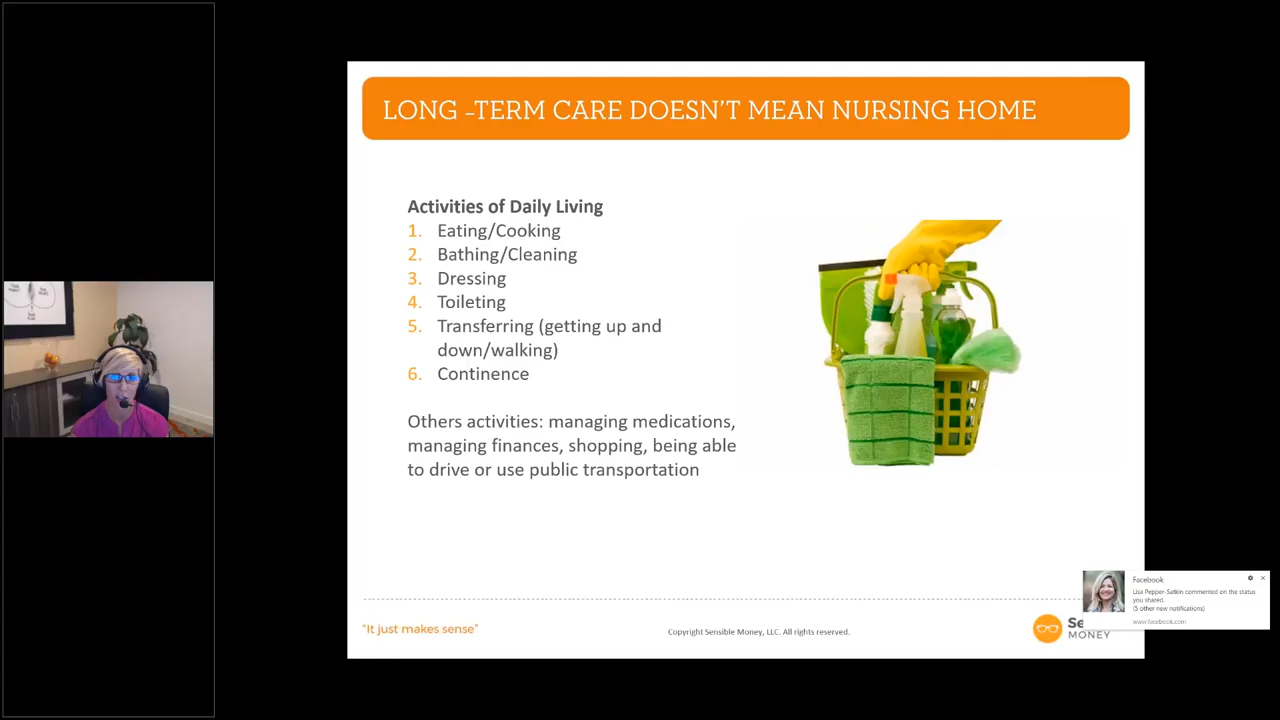 LONG –TERM CARE DOESN'T MEAN NURSING HOME
Activities of Daily Living
1. Eating/Cooking
2. Bathing/Cleaning
3. Dressing
4. Toileting
5. Transferring (getting up and
down/walking)
6. Continence
Others activities: managing medications,
managing finances, shopping, being able
to drive or use public transportation
Facebook
Lisa Pepper-Satkin commented on the status
you shared.
(5 other new notifications)
www.facebook.com
"It just makes sense"
Copyright Sensible Money, LLC. All rights reserved.
MONEY